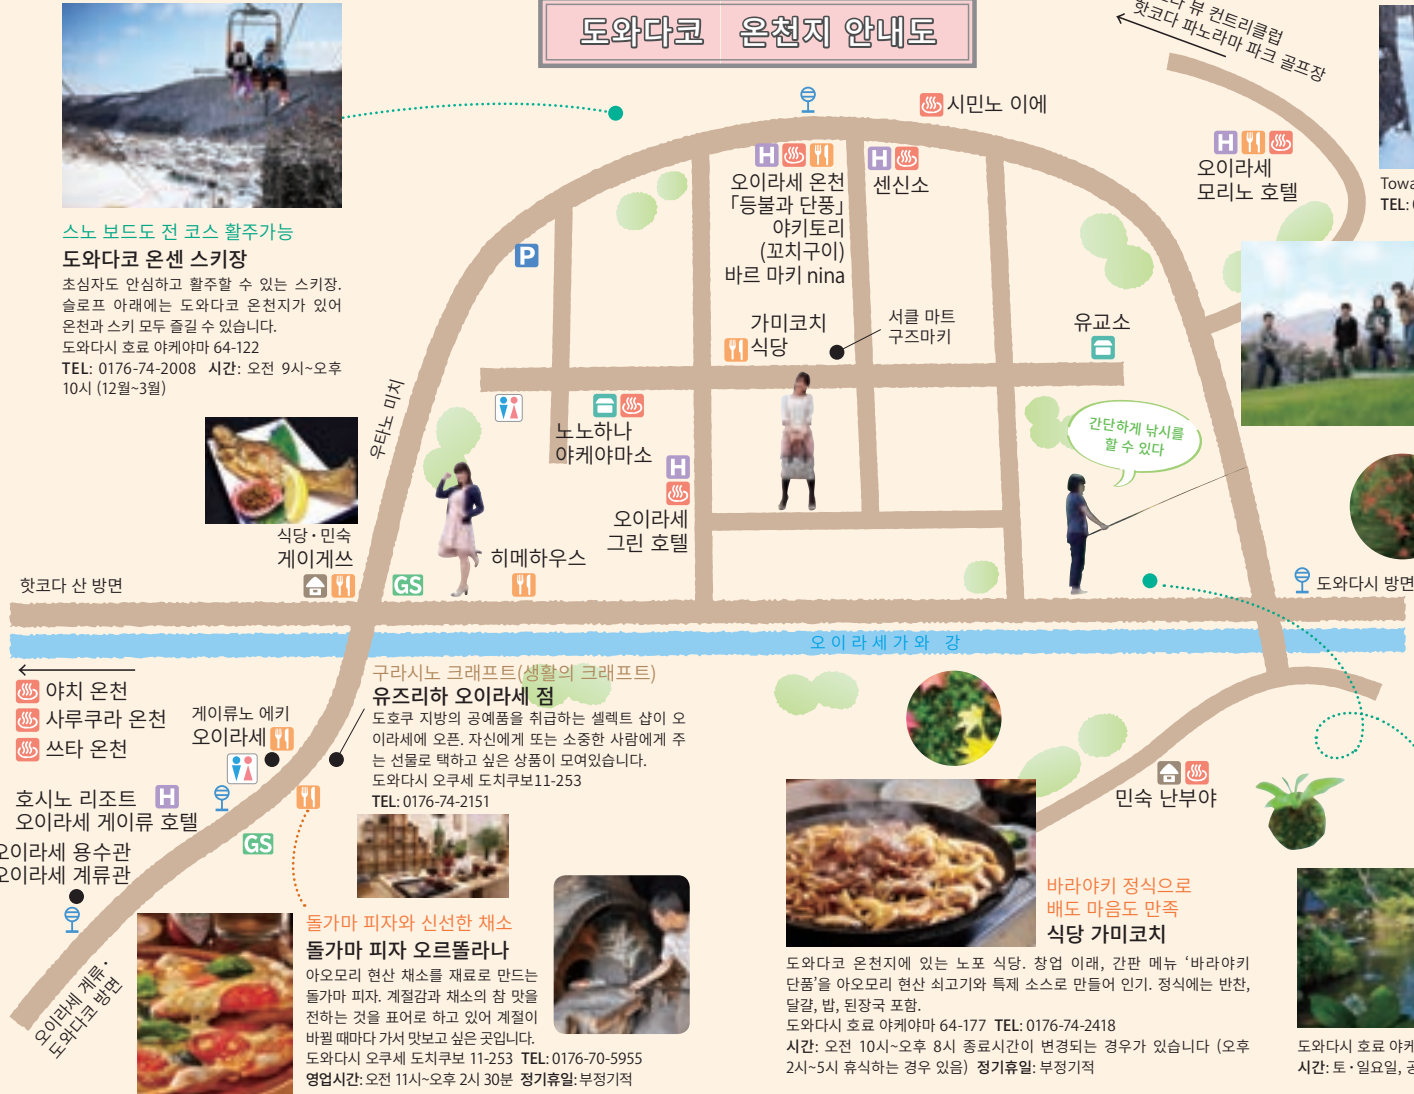 도와다코 온천지 안내도
뷰 컨트리클럽
핫코다 파노라마 파크 골프장
시민노 이에
H
오이라세 온천
「등불과 단풍」
야키토리
(꼬치구이)
바르 마키 nina
H
센신소
H
오이라세
모리노 호텔
TEL:
스노 보드도 전 코스 활주가능
도와다코 온센 스키장
초심자도 안심하고 활주할 수 있는 스키장.
슬로프 아래에는 도와다코 온천지가 있어
온천과 스키 모두 즐길 수 있습니다.
도와다시 호료 야케야마 64-122
TEL: 0176-74-2008 시간: 오전 9시~오후
10시 (12월~3월)
P
가미코치
식당
서클 마트
구즈마키
유교소
우타노 미치
노노하나
야케야마소
H
오이라세
그린 호텔
간단하게 낚시를
할 수 있다
식당・민숙
게이게쓰
GS
히메하우스
핫코다 산 방면
도와다시 방면
오이라세가와 강
야치 온천
사루쿠라 온천
쓰타 온천
게이류노 에키
오이라세
구라시노 크래프트(생활의 크래프트)
유즈리하 오이라세 점
도호쿠 지방의 공예품을 취급하는 셀렉트 샵이 오
이라세에 오픈. 자신에게 또는 소중한 사람에게 주
는 선물로 택하고 싶은 상품이 모여있습니다.
도와다시 오쿠세 도치쿠보11-253
TEL: 0176-74-2151
호시노 리조트 H
오이라세 게이류 호텔
오이라세 용수관
오이라세 계류관
GS
민숙 난부야
오이라세 계류・
도와다코 방면
돌가마 피자와 신선한 채소
돌가마 피자 오르똘라나
아오모리 현산 채소를 재료로 만드는
돌가마 피자. 계절감과 채소의 참 맛을
전하는 것을 표어로 하고 있어 계절이
바뀔 때마다 가서 맛보고 싶은 곳입니다.
도와다시 오쿠세 도치쿠보 11-253 TEL: 0176-70-5955
영업시간: 오전 11시~오후 2시 30분 정기휴일: 부정기적
바라야키 정식으로
배도 마음도 만족
식당 가미코치
도와다코 온천지에 있는 노포 식당. 창업 이래, 간판 메뉴 ‘바라야키
단품’을 아오모리 현산 쇠고기와 특제 소스로 만들어 인기. 정식에는 반찬,
달걀, 밥, 된장국 포함.
도와다시 호료 야케야마 64-177 TEL: 0176-74-2418
시간: 오전 10시~오후 8시 종료시간이 변경되는 경우가 있습니다 (오후
2시~5시 휴식하는 경우 있음) 정기휴일: 부정기적
도와다시 호료 야케
시간: 토・일요일,